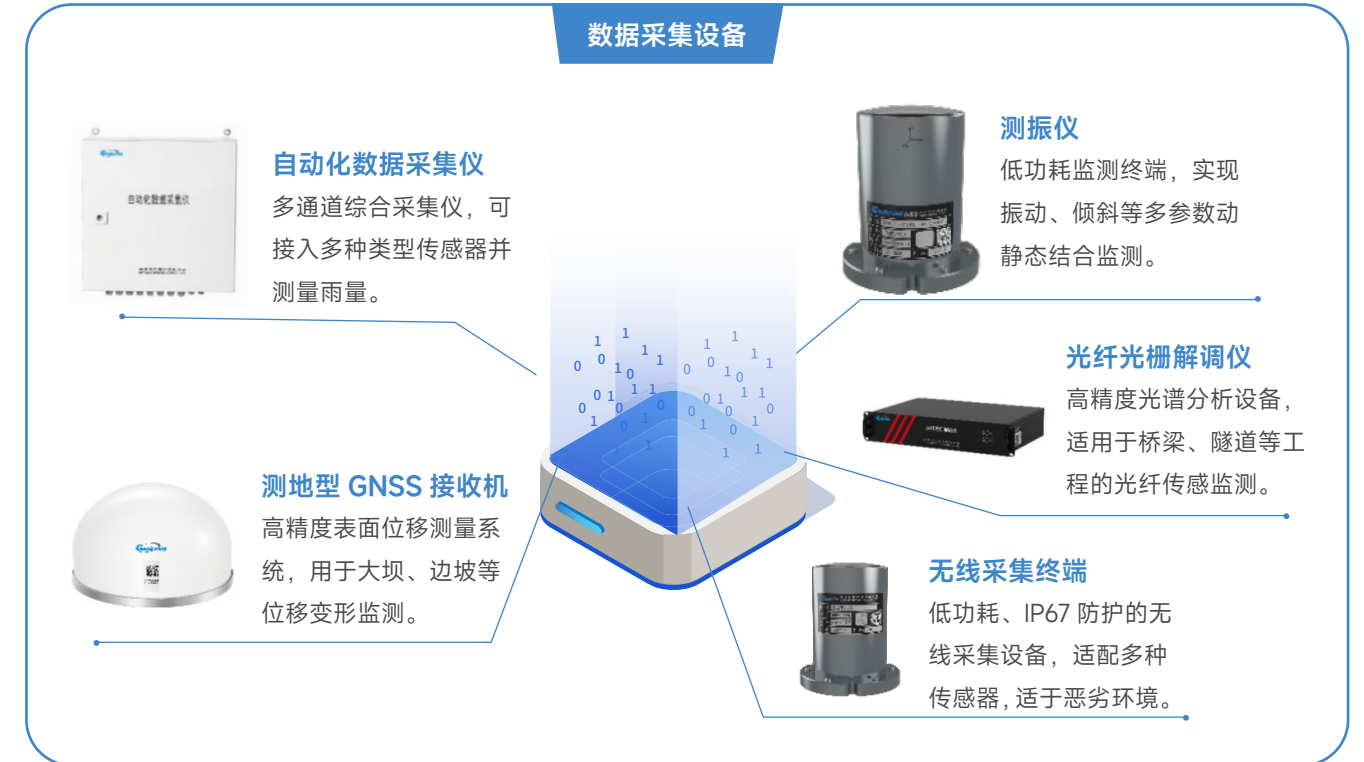 数据采集设备
自动化数据采集仪
多通道综合采集仪，可
接入多种类型传感器并
测量雨量。
自动化数据采集仪
测振仪
低功耗监测终端，实现
振动、倾斜等多参数动
静态结合监测。
光纤光栅解调仪
高精度光谱分析设备，
适用于桥梁、隧道等工
程的光纤传感监测。
测地型 GNSS 接收机
高精度表面位移测量系
统，用于大坝、边坡等
位移变形监测。
无线采集终端
低功耗、IP67 防护的无
线采集设备，适配多种
传感器，适于恶劣环境。